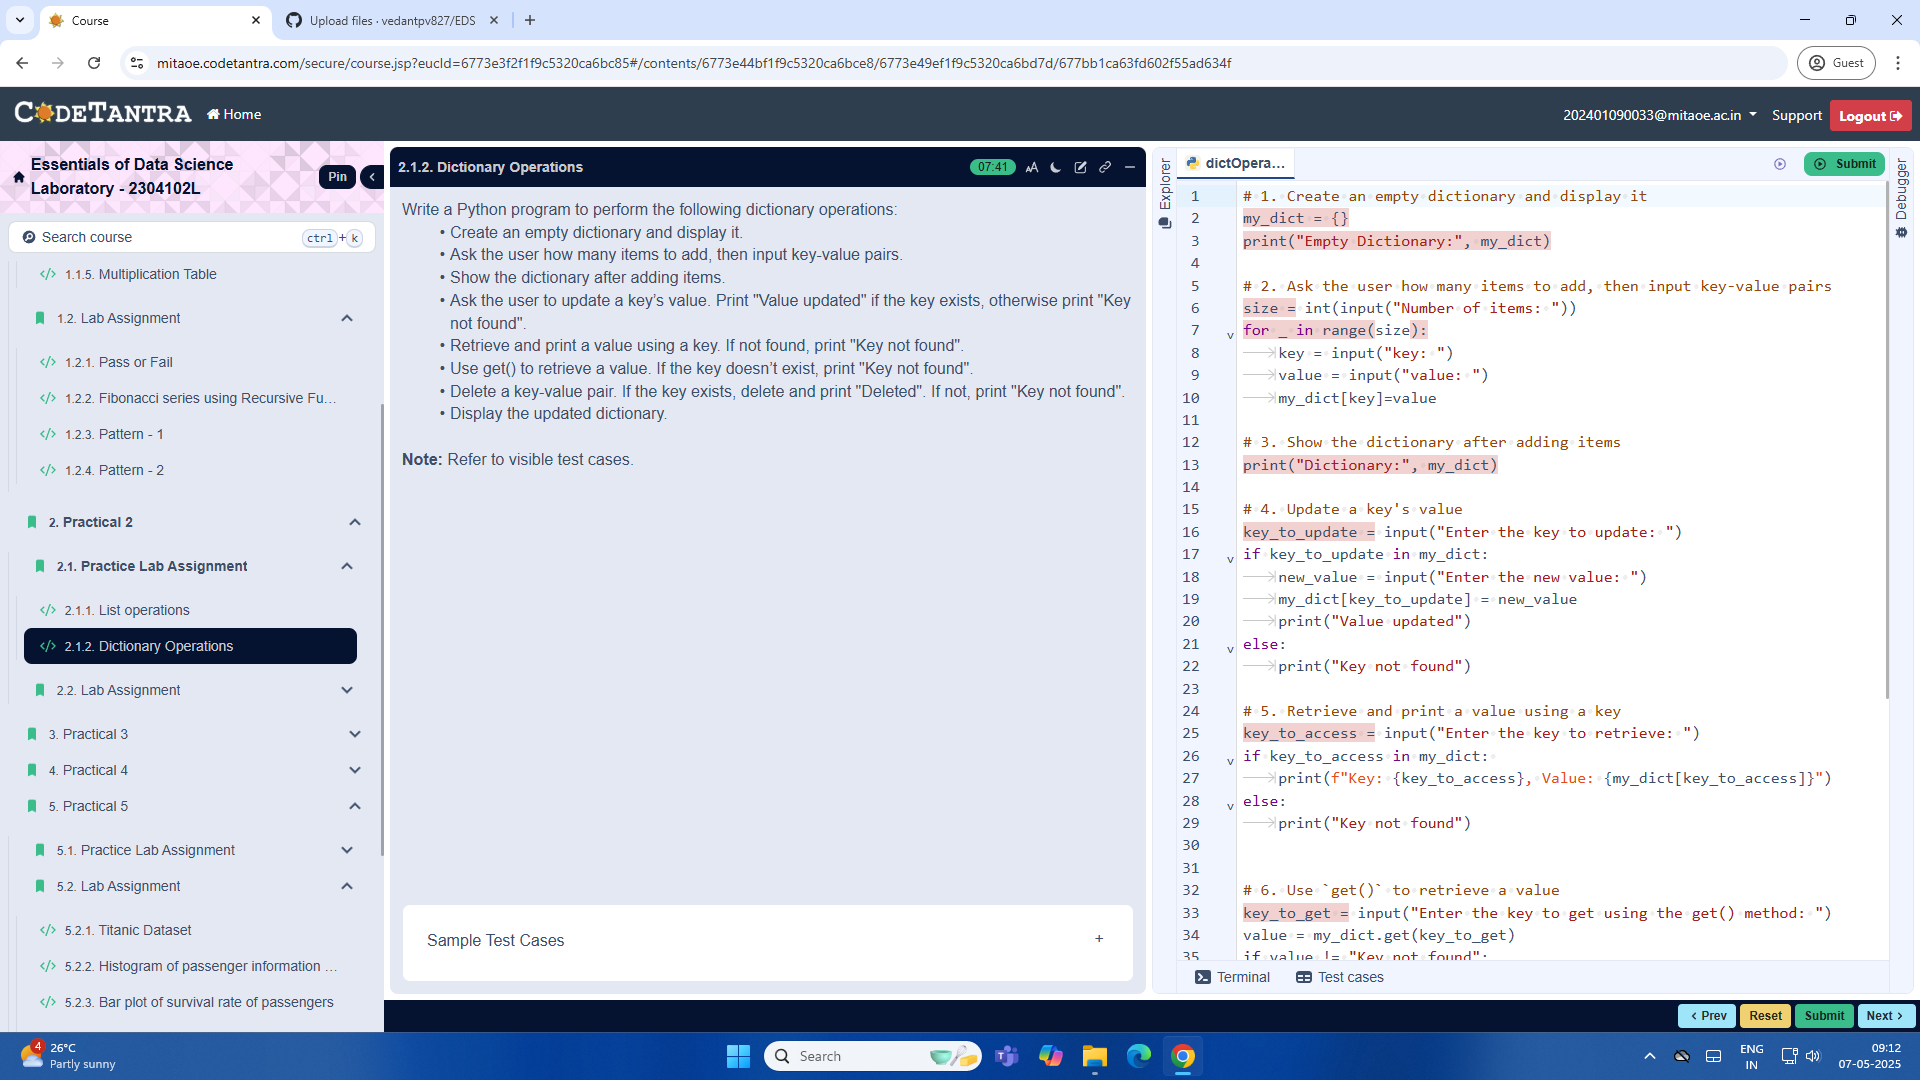 Course
Upload files · vedantpv827/EDS
mitaoe.codetantra.com/secure/course.jsp?eucId=6773e3f2f1f9c5320ca6bc85#/contents/6773e44bf1f9c5320ca6bce8/6773e49ef1f9c5320ca6bd7d/677bb1ca63fd602f55ad634f
Guest
CODETANTRA
Home
202401090033@mitaoe.ac.in
Support
Logout
Essentials of Data Science
Laboratory - 2304102L
Pin
Search course
ctrl + k
1.1.5. Multiplication Table
1.2. Lab Assignment
1.2.1. Pass or Fail
1.2.2. Fibonacci series using Recursive Fu...
1.2.3. Pattern - 1
1.2.4. Pattern - 2
2. Practical 2
2.1. Practice Lab Assignment
2.1.1. List operations
2.1.2. Dictionary Operations
2.2. Lab Assignment
3. Practical 3
4. Practical 4
5. Practical 5
5.1. Practice Lab Assignment
5.2. Lab Assignment
5.2.1. Titanic Dataset
5.2.2. Histogram of passenger information ...
5.2.3. Bar plot of survival rate of passengers
2.1.2. Dictionary Operations
07:41
AA
Write a Python program to perform the following dictionary operations:
• Create an empty dictionary and display it.
• Ask the user how many items to add, then input key-value pairs.
• Show the dictionary after adding items.
• Ask the user to update a key’s value. Print "Value updated" if the key exists, otherwise print "Key
not found".
• Retrieve and print a value using a key. If not found, print "Key not found".
• Use get() to retrieve a value. If the key doesn’t exist, print "Key not found".
• Delete a key-value pair. If the key exists, delete and print "Deleted". If not, print "Key not found".
• Display the updated dictionary.
Note: Refer to visible test cases.
Sample Test Cases
+
Explorer
dictOpera...
Submit
Debugger
1 # 1. Create an empty dictionary and display it
2 my_dict = {}
3 print("Empty Dictionary:", my_dict)
4
5 # 2. Ask the user how many items to add, then input key-value pairs
6 size = int(input("Number of items: "))
7 for _ in range(size):
8 key = input("key: ")
9 value = input("value: ")
10 my_dict[key]=value
11
12 # 3. Show the dictionary after adding items
13 print("Dictionary:", my_dict)
14
15 # 4. Update a key's value
16 key_to_update = input("Enter the key to update: ")
17 if key_to_update in my_dict:
18 new_value = input("Enter the new value: ")
19 my_dict[key_to_update] = new_value
20 print("Value updated")
21 else:
22 print("Key not found")
23
24 # 5. Retrieve and print a value using a key
25 key_to_access = input("Enter the key to retrieve: ")
26 if key_to_access in my_dict:
27 print(f"Key: {key_to_access}, Value: {my_dict[key_to_access]}")
28 else:
29 print("Key not found")
30
31
32 # 6. Use `get()` to retrieve a value
33 key_to_get = input("Enter the key to get using the get() method: ")
34 value = my_dict.get(key_to_get)
35 if value != "Key not found":
Terminal
Test cases
Prev
Reset
Submit
Next
4
26°C
Partly sunny
Search
ENG
IN
09:12
07-05-2025